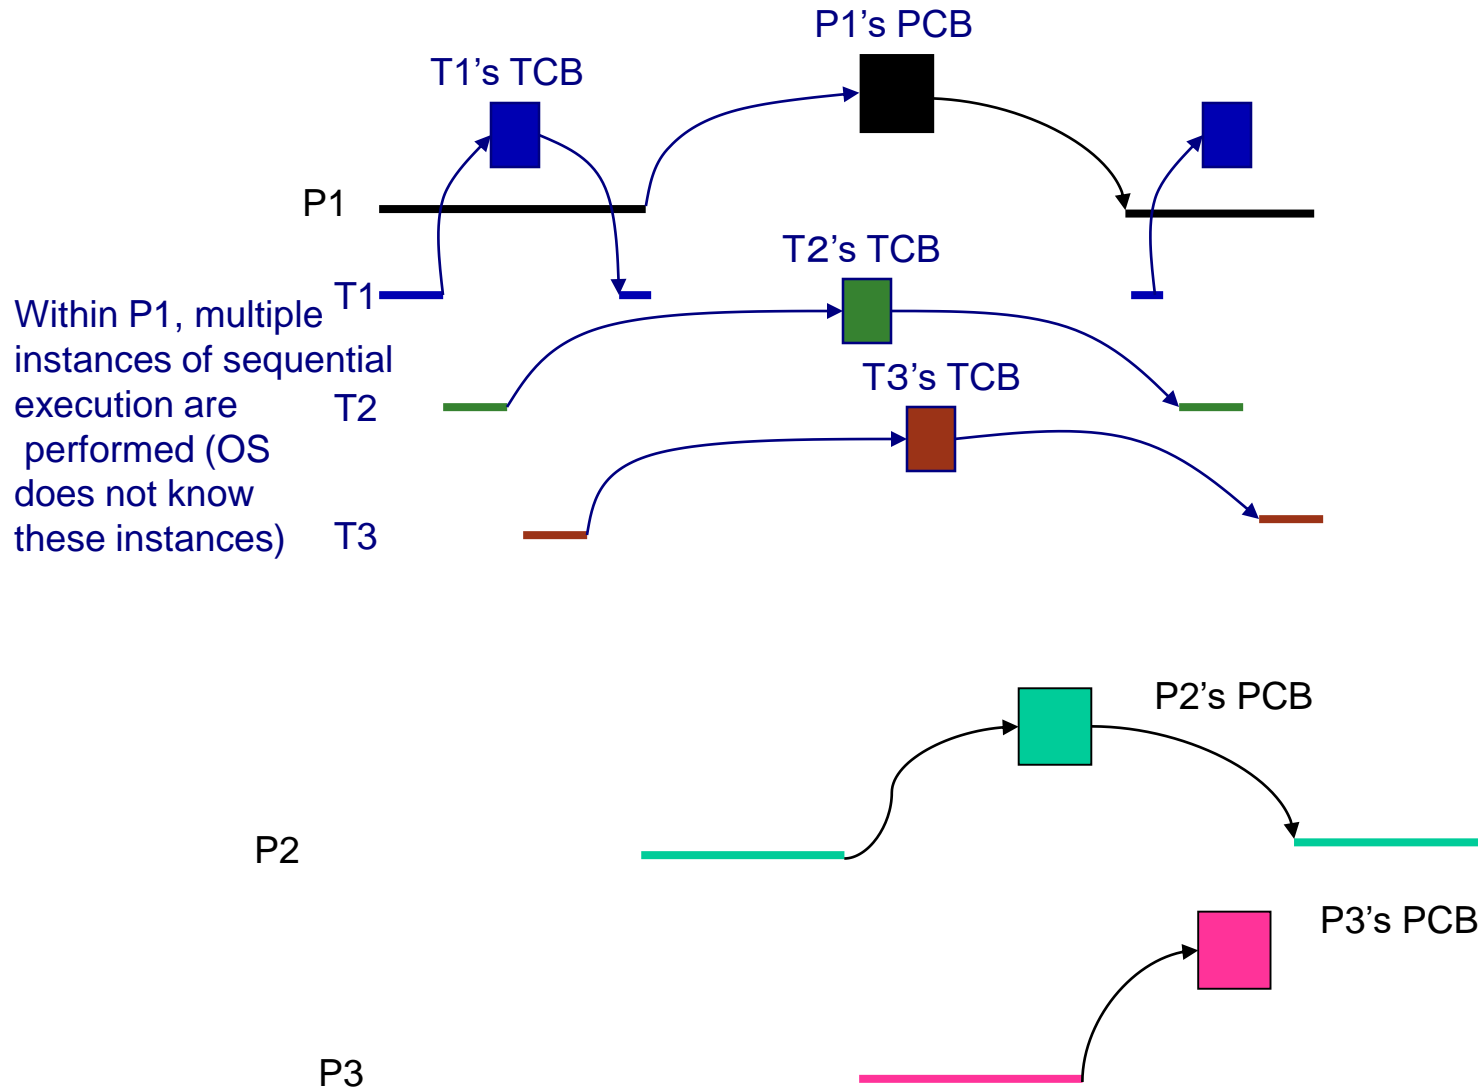 P1’s PCB
T1’s TCB
P1
T2’s TCB
T1
Within P1, multiple
instances of sequential
execution are
performed (OS
does not know
these instances)
T3’s TCB
T2
T3
P2’s PCB
P2
P3’s PCB
P3